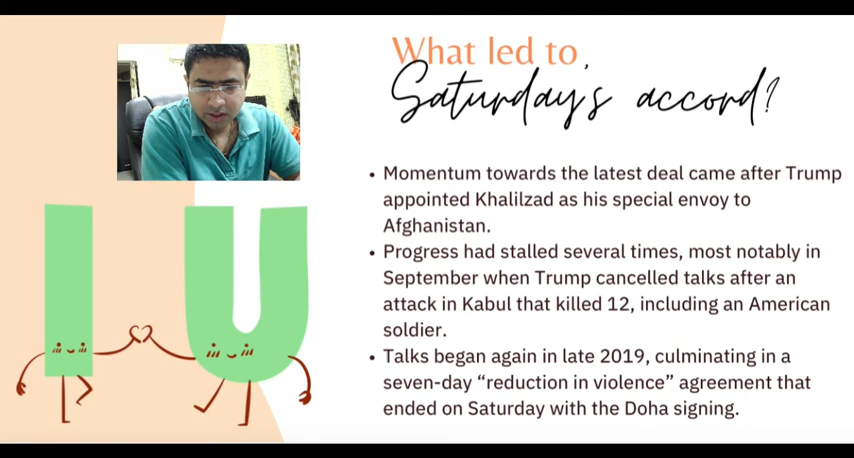 What led to
Saturday's accord?
• Momentum towards the latest deal came after Trump
appointed Khalilzad as his special envoy to
Afghanistan.
• Progress had stalled several times, most notably in
September when Trump cancelled talks after an
attack in Kabul that killed 12, including an American
soldier.
• Talks began again in late 2019, culminating in a
seven-day “reduction in violence” agreement that
ended on Saturday with the Doha signing.
I U